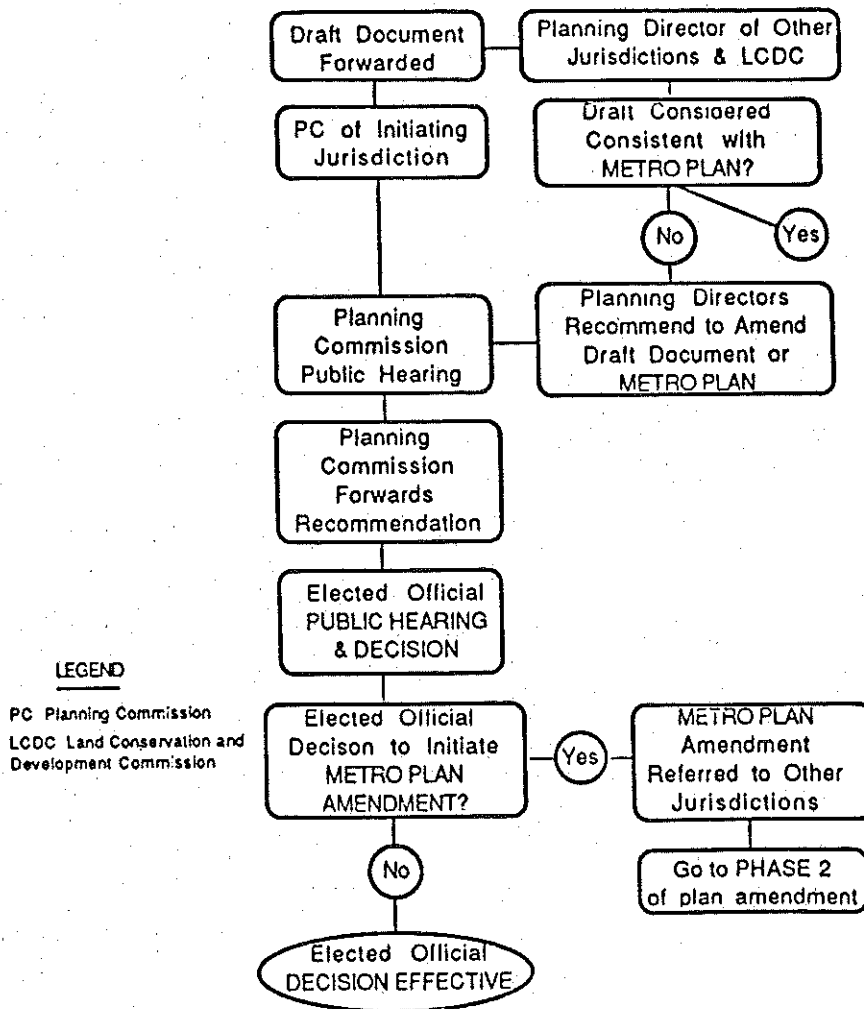 Draft Document
Forwarded
Planning Director of Other
Jurisdictions & LCDC
PC of Initiating
Jurisdiction
Draft Considered
Consistent with
METRO PLAN?
No
Yes
Planning
Commission
Public Hearing
Planning Directors
Recommend to Amend
Draft Document or
METRO PLAN
Planning
Commission
Forwards
Recommendation
Elected Official
PUBLIC HEARING
& DECISION
LEGEND
PC Planning Commission
LCDC Land Conservation and
Development Commission
Elected Official
Decison to Initiate
METRO PLAN
AMENDMENT?
Yes
METRO PLAN
Amendment
Referred to Other
Jurisdictions
No
Go to PHASE 2
of plan amendment
Elected Official
DECISION EFFECTIVE